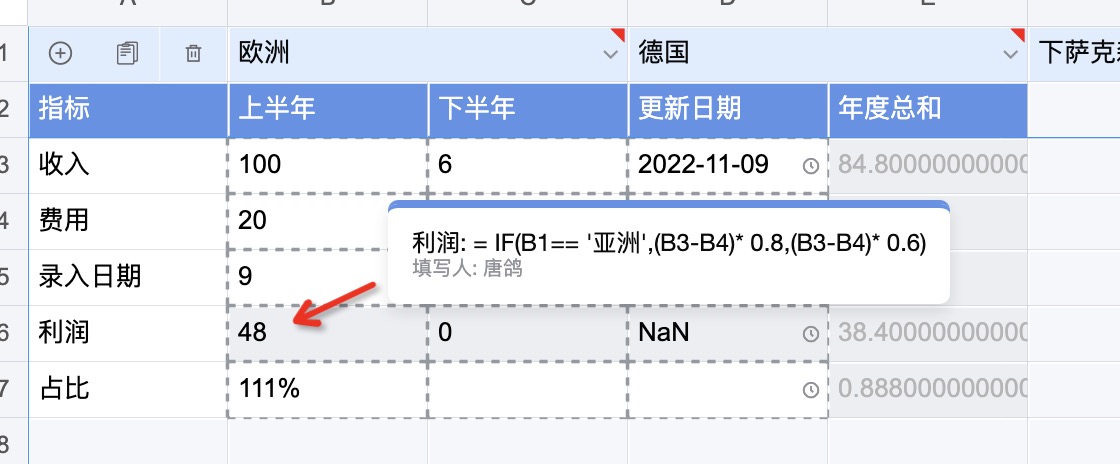 1 欧洲 德国 下萨克
2 指标 上半年 下半年 更新日期 年度总和
3 收入 100 6 2022-11-09 84.80000000000
4 费用 20
利润: = IF(B1== '亚洲',(B3-B4)* 0.8,(B3-B4)* 0.6)
填写人: 唐鸽
5 录入日期 9
6 利润 48 0 NaN 38.40000000000
7 占比 111% 0.888000000000
8